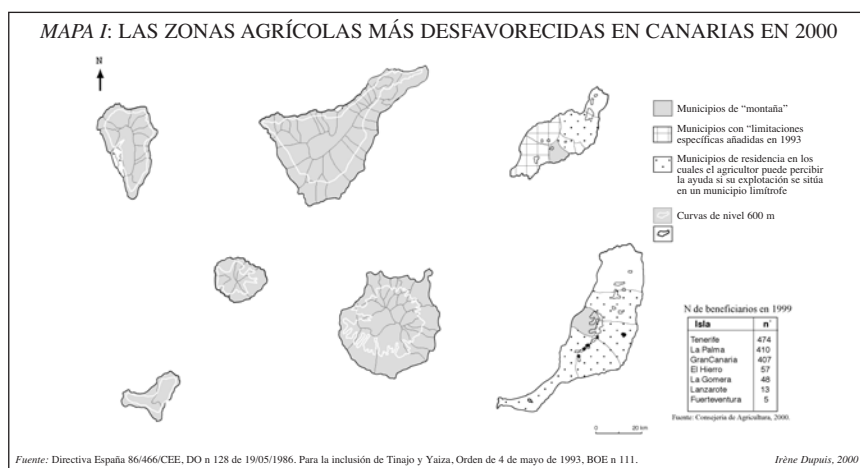 MAPA I: LAS ZONAS AGRÍCOLAS MÁS DESFAVORECIDAS EN CANARIAS EN 2000
N
Municipios de “montaña”
Municipios con “limitaciones
específicas añadidas en 1993
Municipios de residencia en los
cuales el agricultor puede percibir
la ayuda si su explotación se sitúa
en un municipio limítrofe
Curvas de nivel 600 m
N de beneficiarios en 1999
Isla n°
Tenerife 474
La Palma 410
GranCanaria 407
El Hierro 57
La Gomera 48
Lanzarote 13
Fuerteventura 5
Fuente: Consejeria de Agricultura, 2000.
0 20 km
Fuente: Directiva España 86/466/CEE, DO n 128 de 19/05/1986. Para la inclusión de Tinajo y Yaiza, Orden de 4 de mayo de 1993, BOE n 111.
Irène Dupuis, 2000